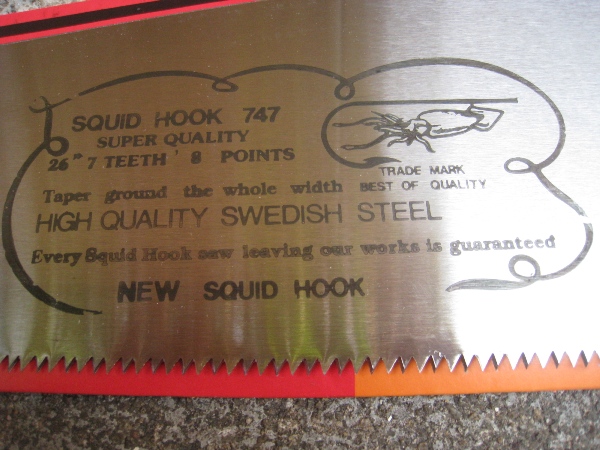 SQUID HOOK 747
SUPER QUALITY
26" 7 TEETH ' 8 POINTS
TRADE MARK
BEST OF QUALITY
Taper ground the whole width
HIGH QUALITY SWEDISH STEEL
Every Squid Hook saw leaving our works is guaranteed
NEW SQUID HOOK